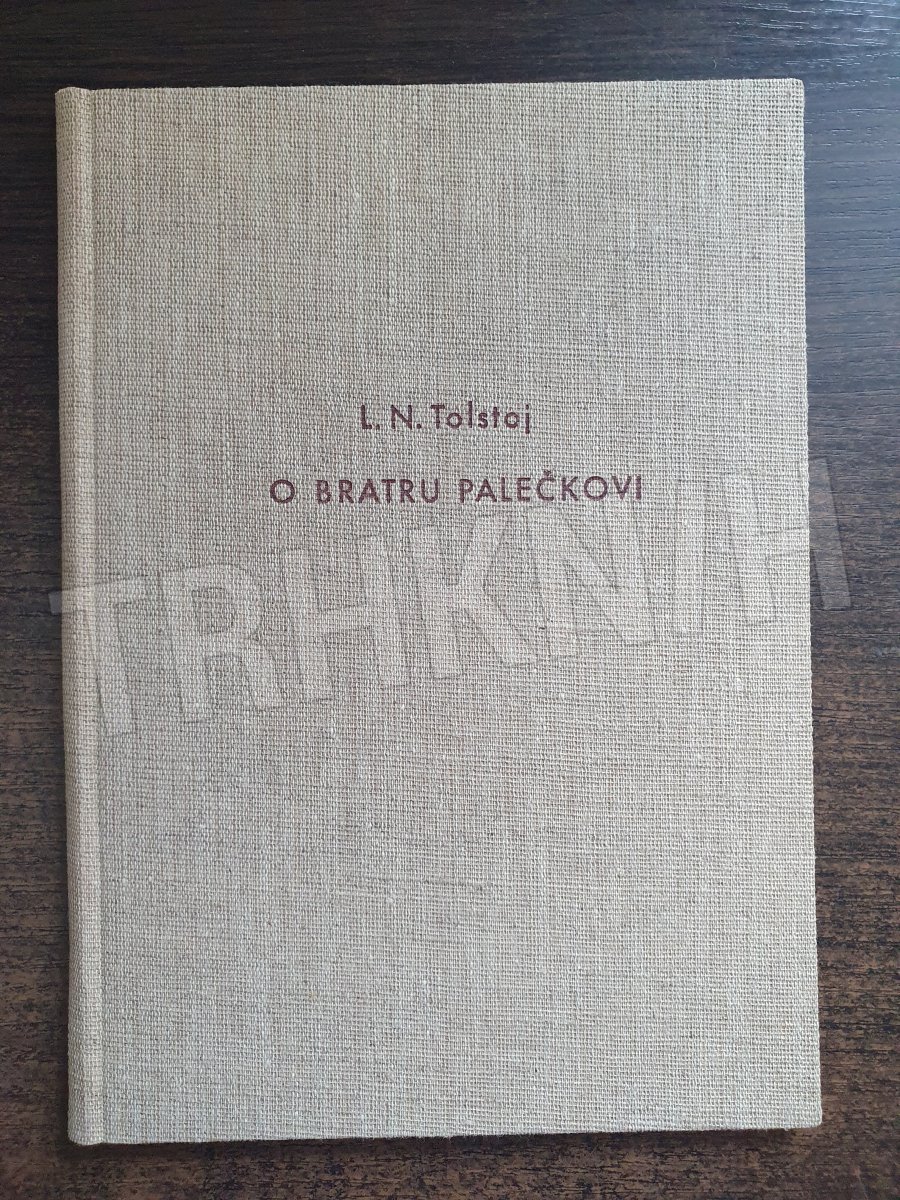 L. N. Tolstoj
O BRATRU PALEČKOVI
TRHKNIH